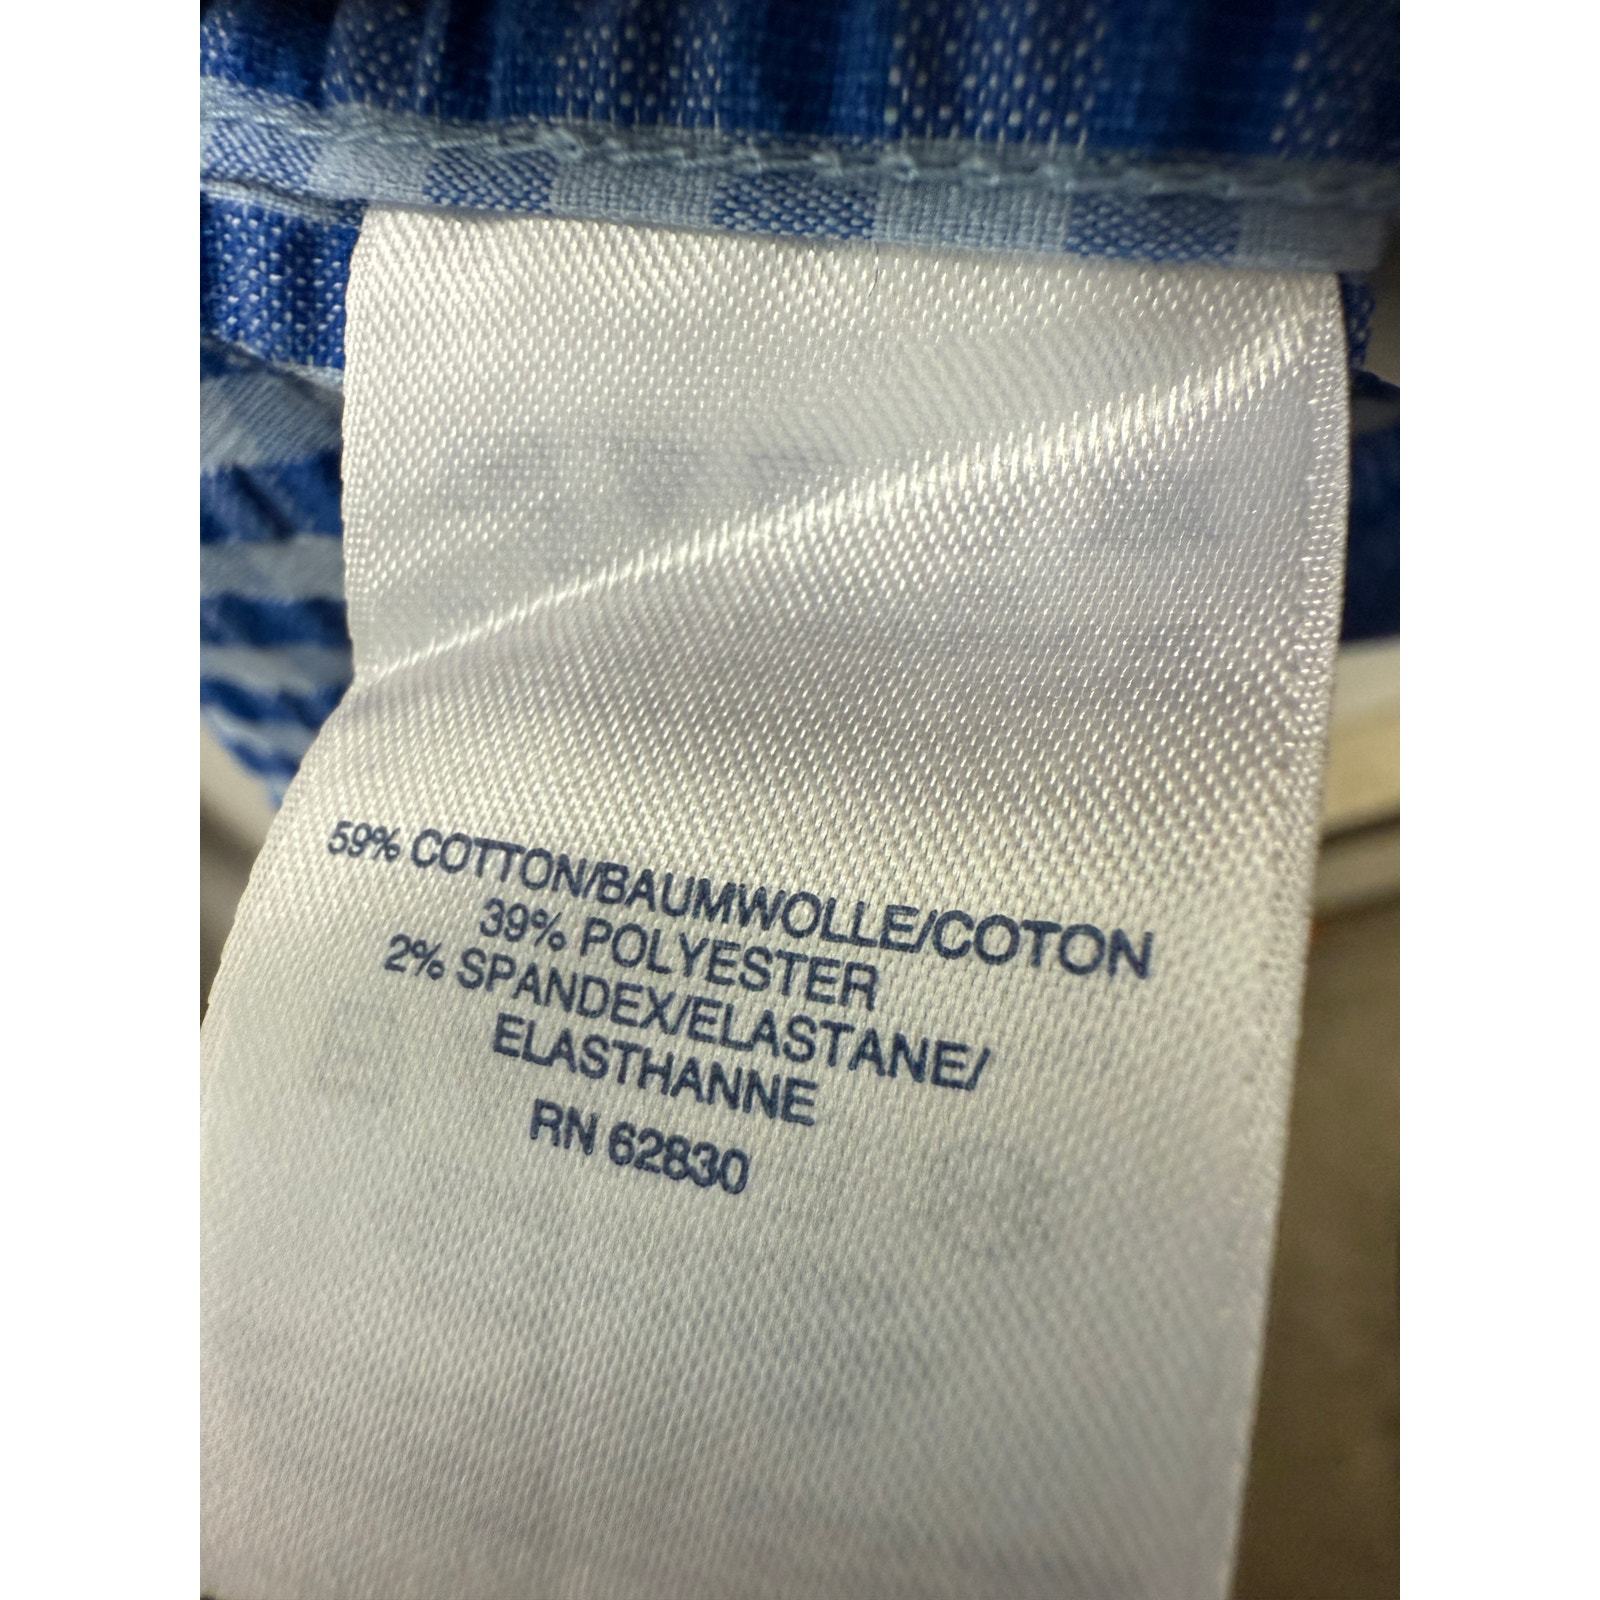 59% COTTON/BAUMWOLLE/COTON
39% POLYESTER
2% SPANDEX/ELASTANE/
ELASTHANNE
RN 62830